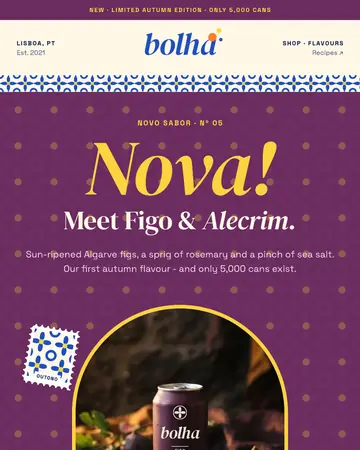 NEW · LIMITED AUTUMN EDITION · ONLY 5,000 CANS
LISBOA, PT
Est. 2021
bolha
SHOP · FLAVOURS
Recipes ↗
NOVO SABOR · Nº 05
Nova!
Meet Figo & Alecrim.
Sun-ripened Algarve figs, a sprig of rosemary and a pinch of sea salt.
Our first autumn flavour - and only 5,000 cans exist.
OUTONO
bolha